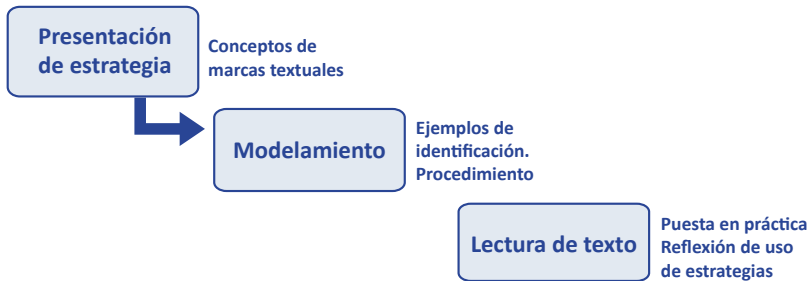 Presentación
de estrategia
Conceptos de
marcas textuales
Modelamiento
Ejemplos de
identificación.
Procedimiento
Lectura de texto
Puesta en práctica
Reflexión de uso
de estrategias